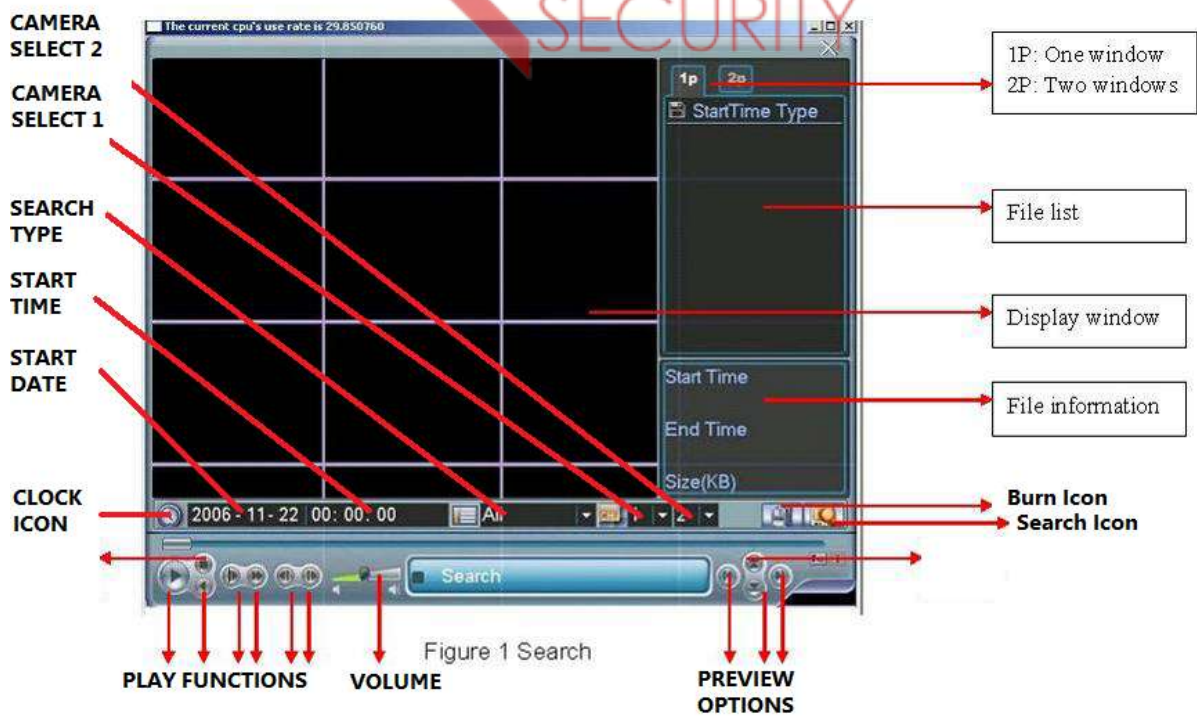 SECURITY
The current cpu's use rate is 29.850760
CAMERA
SELECT 2
CAMERA
SELECT 1
SEARCH
TYPE
START
TIME
START
DATE
CLOCK
ICON
1p 2p
StartTime Type
Start Time
End Time
Size(KB)
2006-11-22 00:00:00 All 1 2
Search
1P: One window
2P: Two windows
File list
Display window
File information
Burn Icon
Search Icon
PLAY FUNCTIONS
VOLUME
Figure 1 Search
PREVIEW
OPTIONS